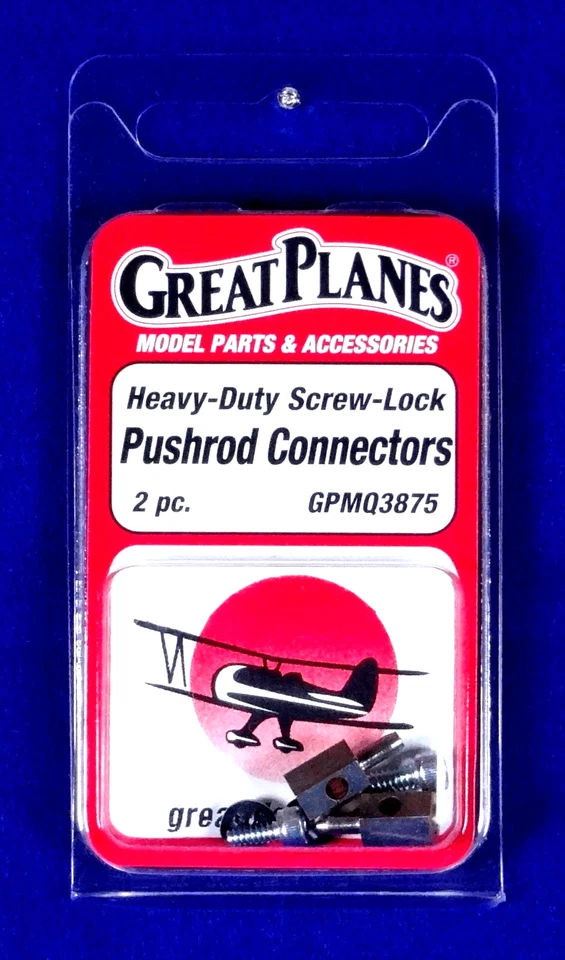 GREAT PLANES®
MODEL PARTS & ACCESSORIES
Heavy-Duty Screw-Lock
Pushrod Connectors
2 pc. GPMQ3875